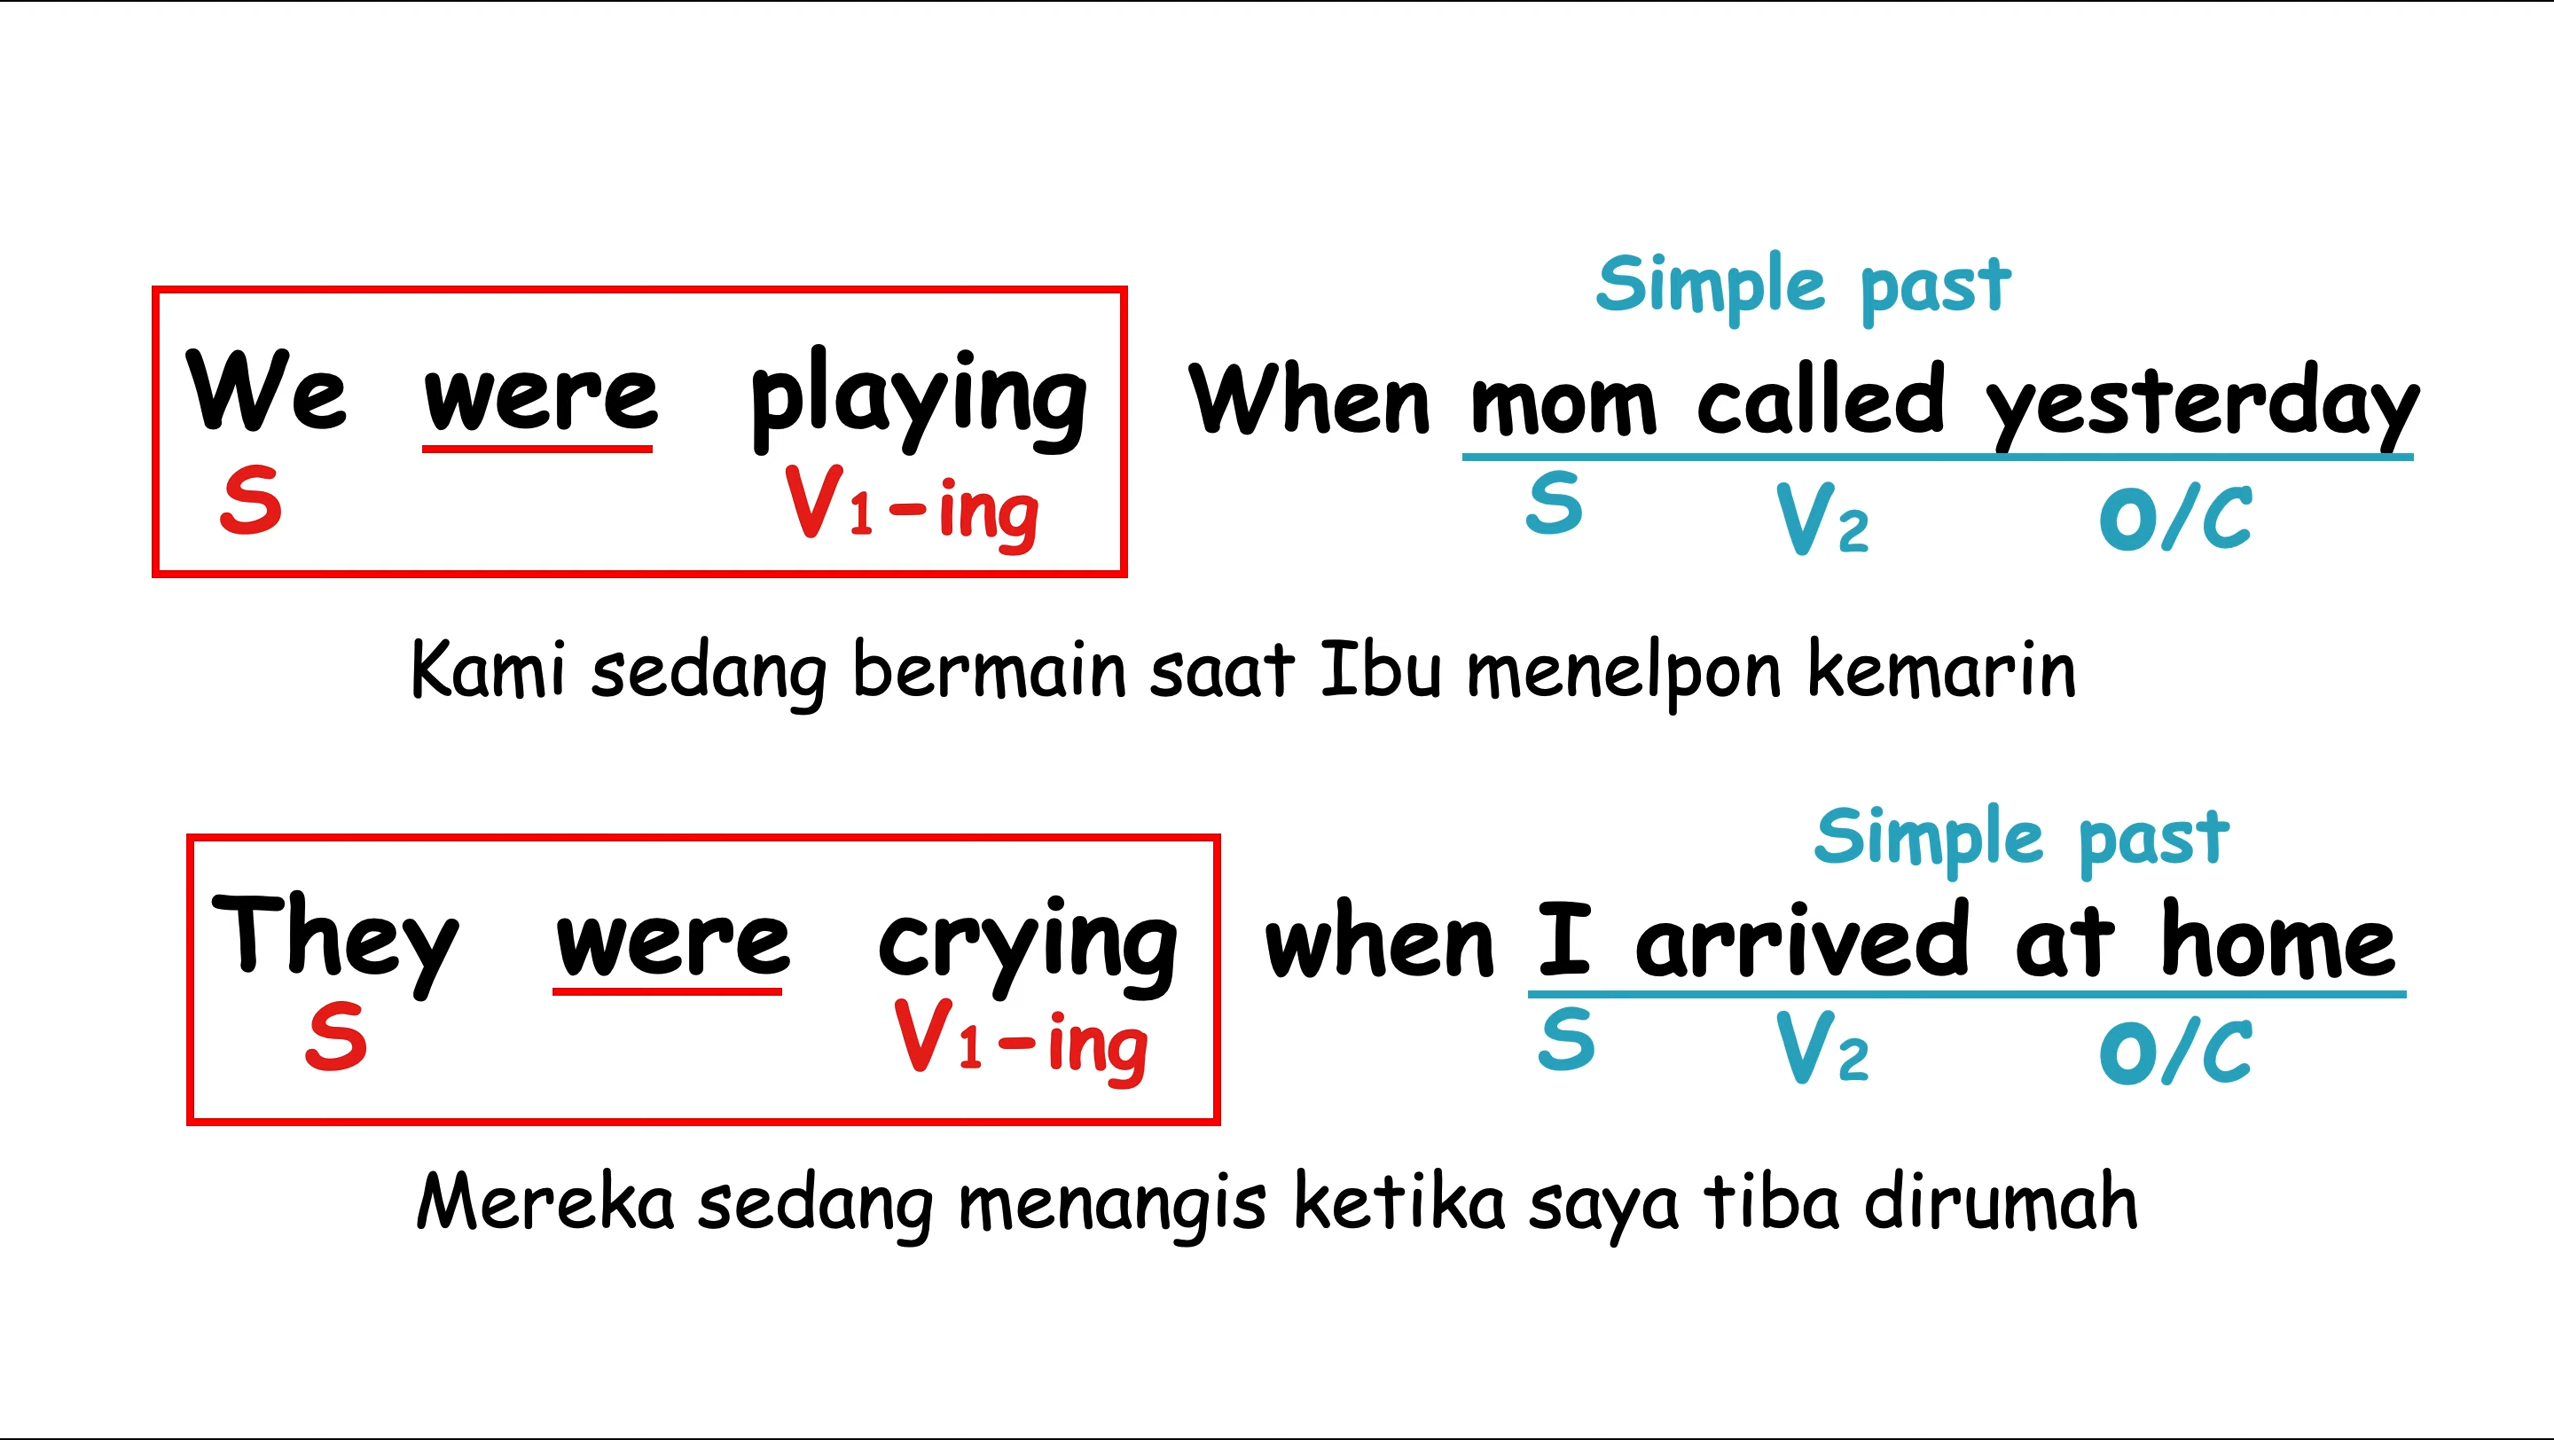 Simple past
We were playing When mom called yesterday
S V1-ing S V2 O/C
Kami sedang bermain saat Ibu menelpon kemarin
Simple past
They were crying when I arrived at home
S V1-ing S V2 O/C
Mereka sedang menangis ketika saya tiba dirumah